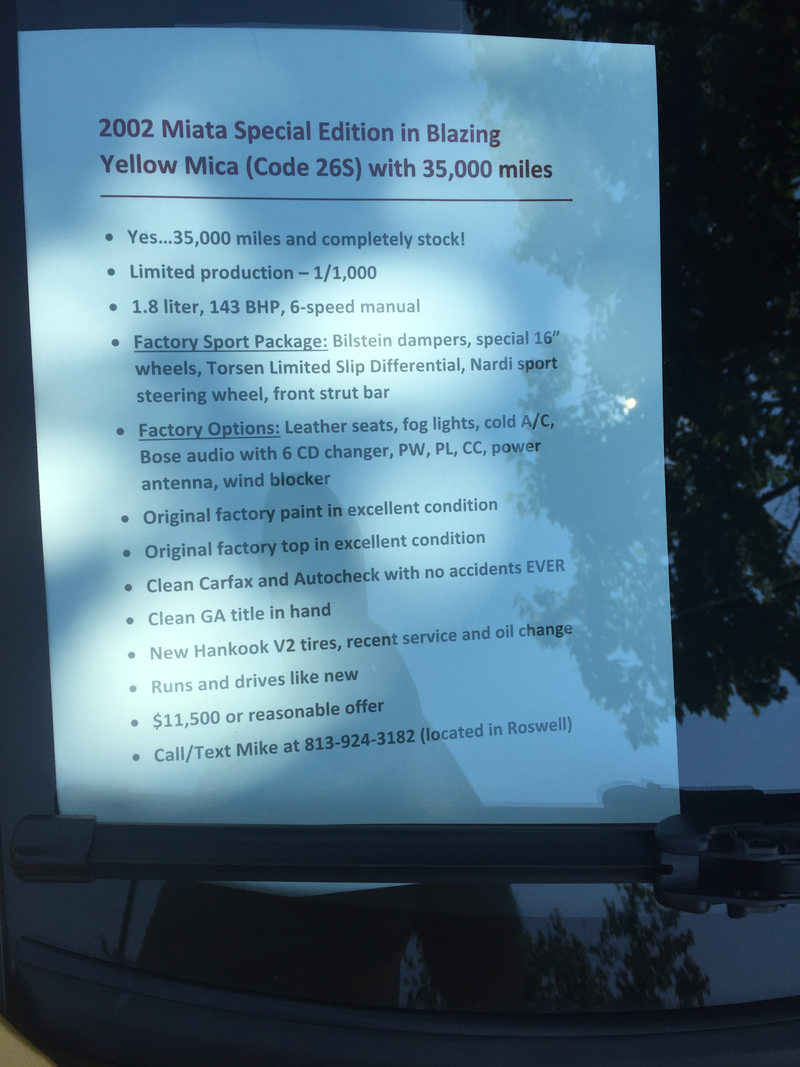 2002 Miata Special Edition in Blazing
Yellow Mica (Code 26S) with 35,000 miles
• Yes...35,000 miles and completely stock!
• Limited production – 1/1,000
• 1.8 liter, 143 BHP, 6-speed manual
• Factory Sport Package: Bilstein dampers, special 16”
wheels, Torsen Limited Slip Differential, Nardi sport
steering wheel, front strut bar
• Factory Options: Leather seats, fog lights, cold A/C,
Bose audio with 6 CD changer, PW, PL, CC, power
antenna, wind blocker
• Original factory paint in excellent condition
• Original factory top in excellent condition
• Clean Carfax and Autocheck with no accidents EVER
• Clean GA title in hand
• New Hankook V2 tires, recent service and oil change
• Runs and drives like new
• $11,500 or reasonable offer
• Call/Text Mike at 813-924-3182 (located in Roswell)